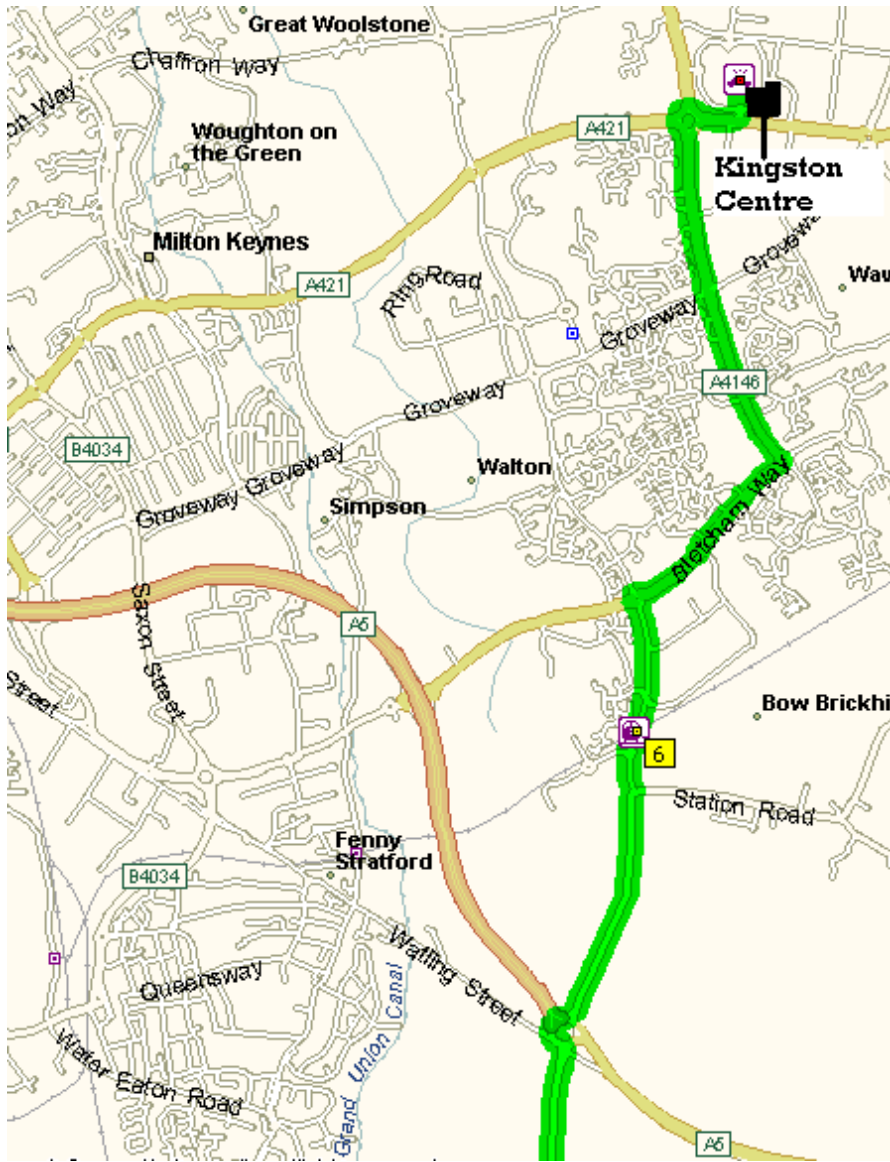 Great Woolstone
Chaffron Way
on Way
Woughton on
the Green
A421
Kingston
Centre
Milton Keynes
A421
Ring Road
Groveway
Groveway
Groveway
Groveway Groveway
A4146
B4034
Walton
Simpson
Bletcham Way
Saxon Street
A5
Street
Bow Brickhi
6
Station Road
Fenny
Stratford
B4034
Watling Street
Queensway
Grand Union Canal
Water Eaton Road
A5